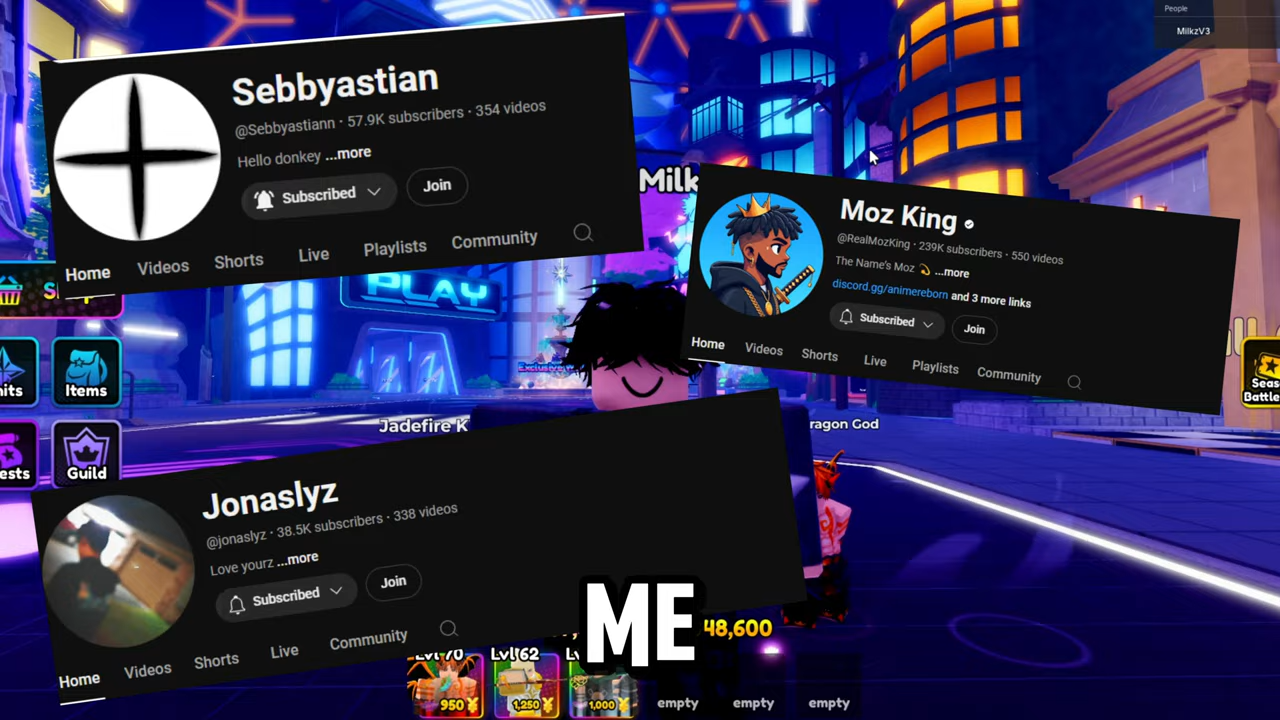 People
MilkzV3
Sebbyastian
@Sebbyastiann · 57.9K subscribers · 354 videos
Hello donkey ...more
Subscribed
Join
Home Videos Shorts Live Playlists Community
Milk
Moz King
@RealMozKing · 239K subscribers · 550 videos
The Name's Moz ...more
discord.gg/animereborn and 3 more links
Subscribed
Join
Home Videos Shorts Live Playlists Community
PLAY
Items
Guild
Battle
Jadefire K
ragon God
Jonaslyz
@jonaslyz · 38.5K subscribers · 338 videos
Love yourz ...more
Subscribed
Join
Home Videos Shorts Live Community
ME
48,600
Lvl 70
Lvl 62
950¥
1,250¥
1,000¥
empty
empty
empty